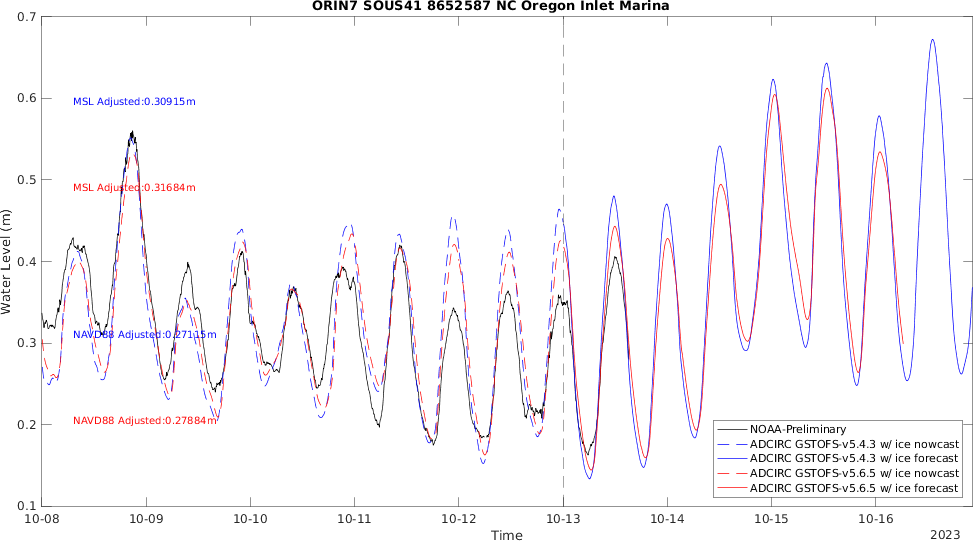 ORIN7 SOUS41 8652587 NC Oregon Inlet Marina
0.7
0.6
0.5
0.4
0.3
0.2
0.1
Water Level (m)
MSL Adjusted:0.30915m
MSL Adjusted:0.31684m
NAVD88 Adjusted:0.27115m
NAVD88 Adjusted:0.27884m
NOAA-Preliminary
ADCIRC GSTOFS-v5.4.3 w/ ice nowcast
ADCIRC GSTOFS-v5.4.3 w/ ice forecast
ADCIRC GSTOFS-v5.6.5 w/ ice nowcast
ADCIRC GSTOFS-v5.6.5 w/ ice forecast
10-08 10-09 10-10 10-11 10-12 10-13 10-14 10-15 10-16
2023
Time